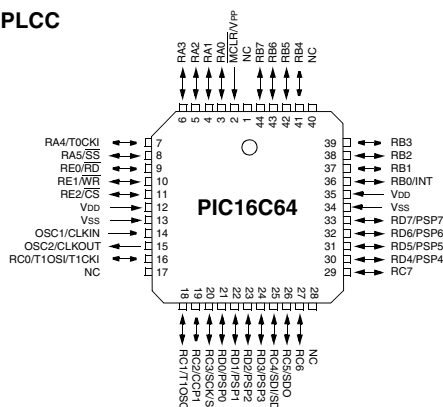 PLCC
RA3
RA2
RA1
RA0
MCLR/VPP
NC
RB7
RB6
RB5
RB4
NC
6
5
4
3
2
1
44
43
42
41
40
RA4/T0CKI 7
RA5/SS 8
RE0/RD 9
RE1/WR 10
RE2/CS 11
VDD 12
VSS 13
OSC1/CLKIN 14
OSC2/CLKOUT 15
RC0/T1OSI/T1CKI 16
NC 17
PIC16C64
39 RB3
38 RB2
37 RB1
36 RB0/INT
35 VDD
34 VSS
33 RD7/PSP7
32 RD6/PSP6
31 RD5/PSP5
30 RD4/PSP4
29 RC7
18
19
20
21
22
23
24
25
26
27
28
RC1/T1OSO
RC2/CCP1
RC3/SCK/S
RD0/PSP0
RD1/PSP1
RD2/PSP2
RD3/PSP3
RC4/SDI/SD
RC5/SDO
RC6
NC